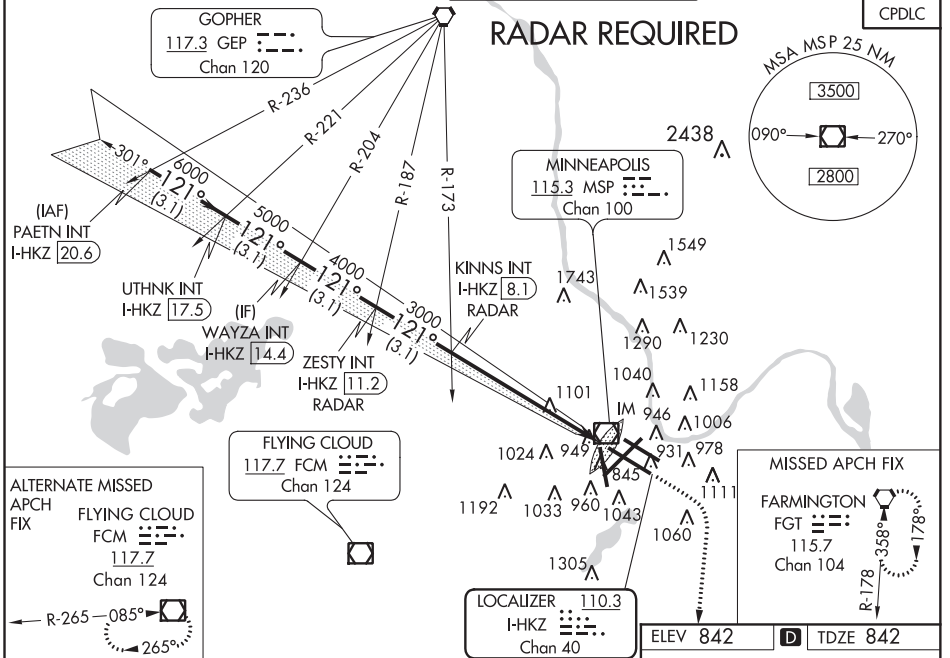 GOPHER
117.3 GEP
Chan 120
RADAR REQUIRED
CPDLC
MSA MSP 25 NM
3500
090°
270°
2800
R-236
R-221
R-204
R-187
R-173
2438
MINNEAPOLIS
115.3 MSP
Chan 100
301°
6000
121°
(3.1)
5000
121°
(3.1)
4000
121°
(3.1)
3000
121°
(3.1)
(IAF)
PAETN INT
I-HKZ 20.6
UTHNK INT
I-HKZ 17.5
(IF)
WAYZA INT
I-HKZ 14.4
ZESTY INT
I-HKZ 11.2
RADAR
KINNS INT
I-HKZ 8.1
RADAR
1549
1743
1539
1290
1230
1040
1158
1101
IM
946
1006
1024
949
931
978
845
1111
1192
1033
960
1043
1060
1305
FLYING CLOUD
117.7 FCM
Chan 124
ALTERNATE MISSED
APCH
FIX
FLYING CLOUD
FCM
117.7
Chan 124
R-265
085°
265°
LOCALIZER 110.3
I-HKZ
Chan 40
MISSED APCH FIX
FARMINGTON
FGT
115.7
Chan 104
R-178
358°
178°
ELEV 842
D
TDZE 842